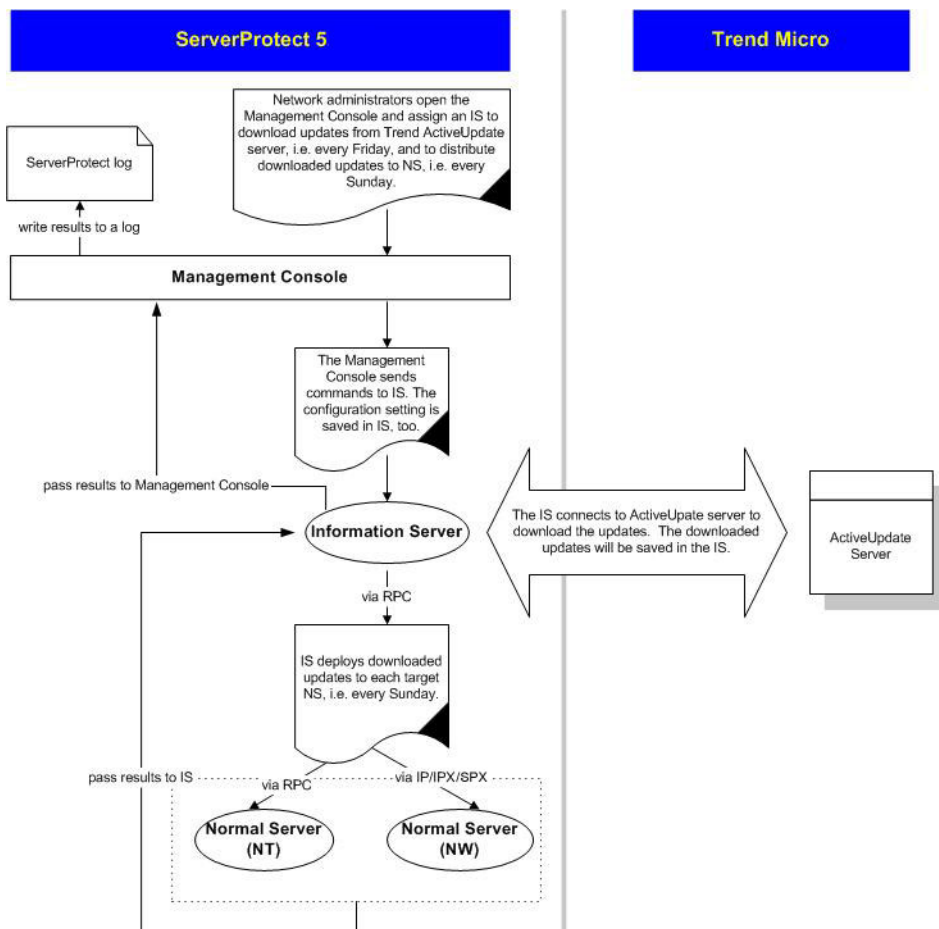 ServerProtect 5
Trend Micro
Network administrators open the
Management Console and assign an IS to
download updates from Trend ActiveUpdate
server, i.e. every Friday, and to distribute
downloaded updates to NS, i.e. every
Sunday.
ServerProtect log
write results to a log
Management Console
The Management
Console sends
commands to IS. The
configuration setting is
saved in IS, too.
pass results to Management Console
Information Server
The IS connects to ActiveUpate server to
download the updates. The downloaded
updates will be saved in the IS.
ActiveUpdate
Server
via RPC
IS deploys downloaded
updates to each target
NS, i.e. every Sunday.
pass results to IS
via RPC
via IP/IPX/SPX
Normal Server
(NT)
Normal Server
(NW)